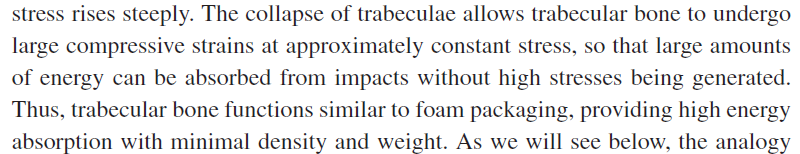 stress rises steeply. The collapse of trabeculae allows trabecular bone to undergo
large compressive strains at approximately constant stress, so that large amounts
of energy can be absorbed from impacts without high stresses being generated.
Thus, trabecular bone functions similar to foam packaging, providing high energy
absorption with minimal density and weight. As we will see below, the analogy